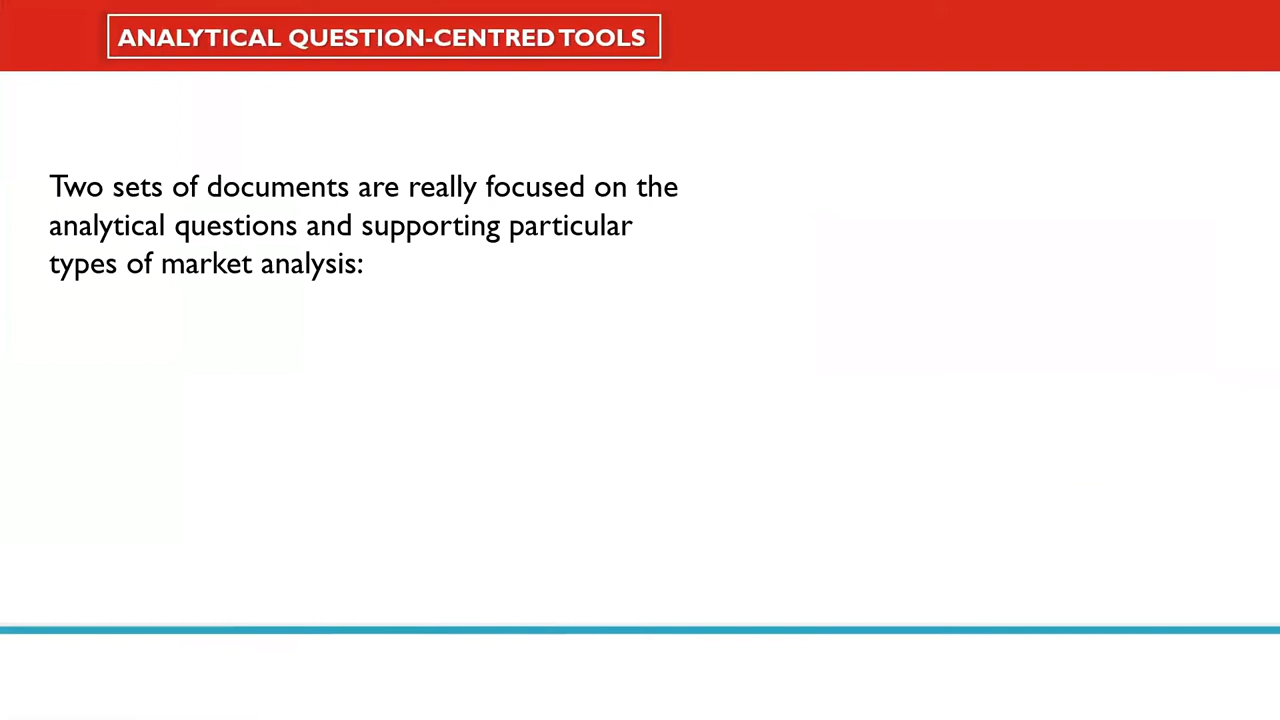 ANALYTICAL QUESTION-CENTRED TOOLS
Two sets of documents are really focused on the
analytical questions and supporting particular
types of market analysis: